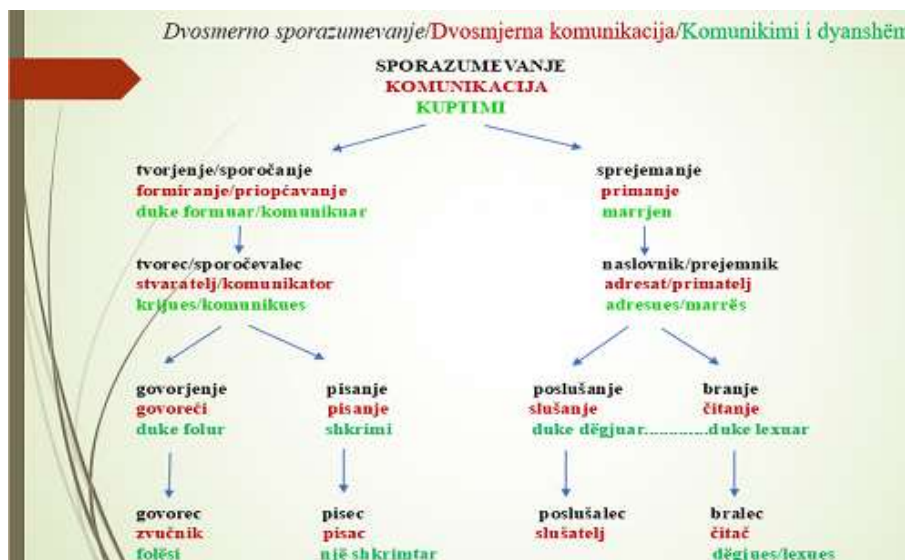 Dvosmerno sporazumevanje/Dvosmjerna komunikacija/Komunikimi i dyanshëm
SPORAZUMEVANJE
KOMUNIKACIJA
KUPTIMI
tvorjenje/sporočanje
formiranje/priopćavanje
duke formuar/komunikuar
sprejemanje
primanje
marrjen
tvorec/sporočevalec
stvaratelj/komunikator
krijues/komunikues
naslovnik/prejemnik
adresat/primatelj
adresues/marrës
govorjenje
govoreći
duke folur
pisanje
pisanje
shkrimi
poslušanje
slušanje
duke dëgjuar.............duke lexuar
branje
čitanje
govorec
zvučnik
folësi
pisec
pisac
një shkrimtar
poslušalec
slušatelj
bralec
čitač
dëgjues/lexues